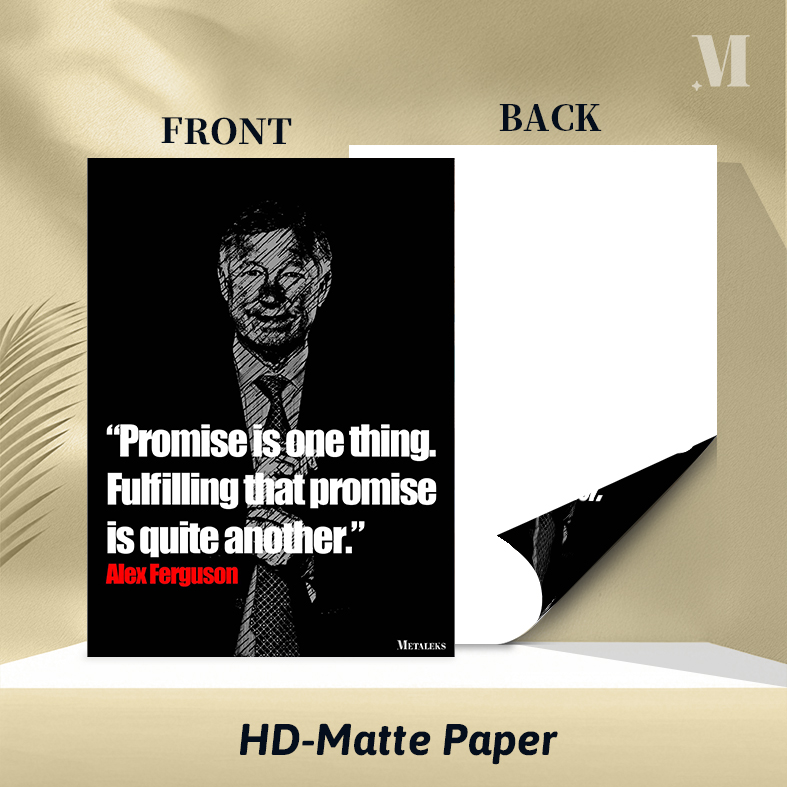 M
FRONT
BACK
“Promise is one thing.
Fulfilling that promise
is quite another.”
Alex Ferguson
METALEKS
HD-Matte Paper